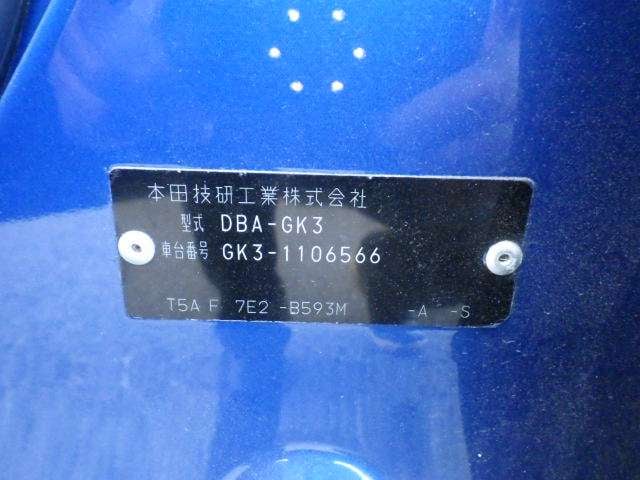 本田技研工業株式会社
型式 DBA-GK3
車台番号 GK3-1106566
T5A F 7E2 -B593M -A -S